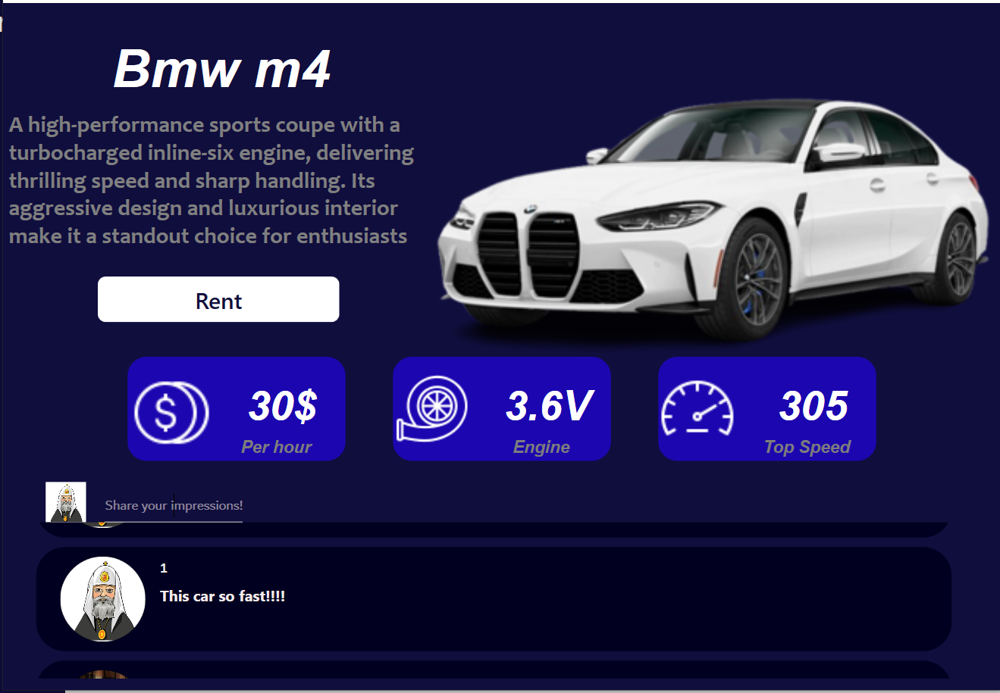 Bmw m4
A high-performance sports coupe with a
turbocharged inline-six engine, delivering
thrilling speed and sharp handling. Its
aggressive design and luxurious interior
make it a standout choice for enthusiasts
Rent
30$
Per hour
3.6V
Engine
305
Top Speed
Share your impressions!
1
This car so fast!!!!